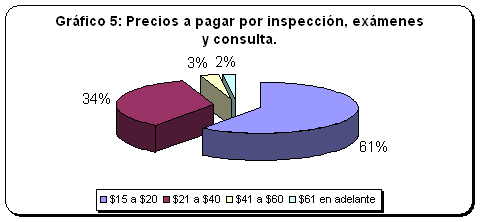 Gráfico 5: Precios a pagar por inspección, exámenes
y consulta.
3%
2%
34%
61%
$15 a $20 $21 a $40 $41 a $60 $61 en adelante